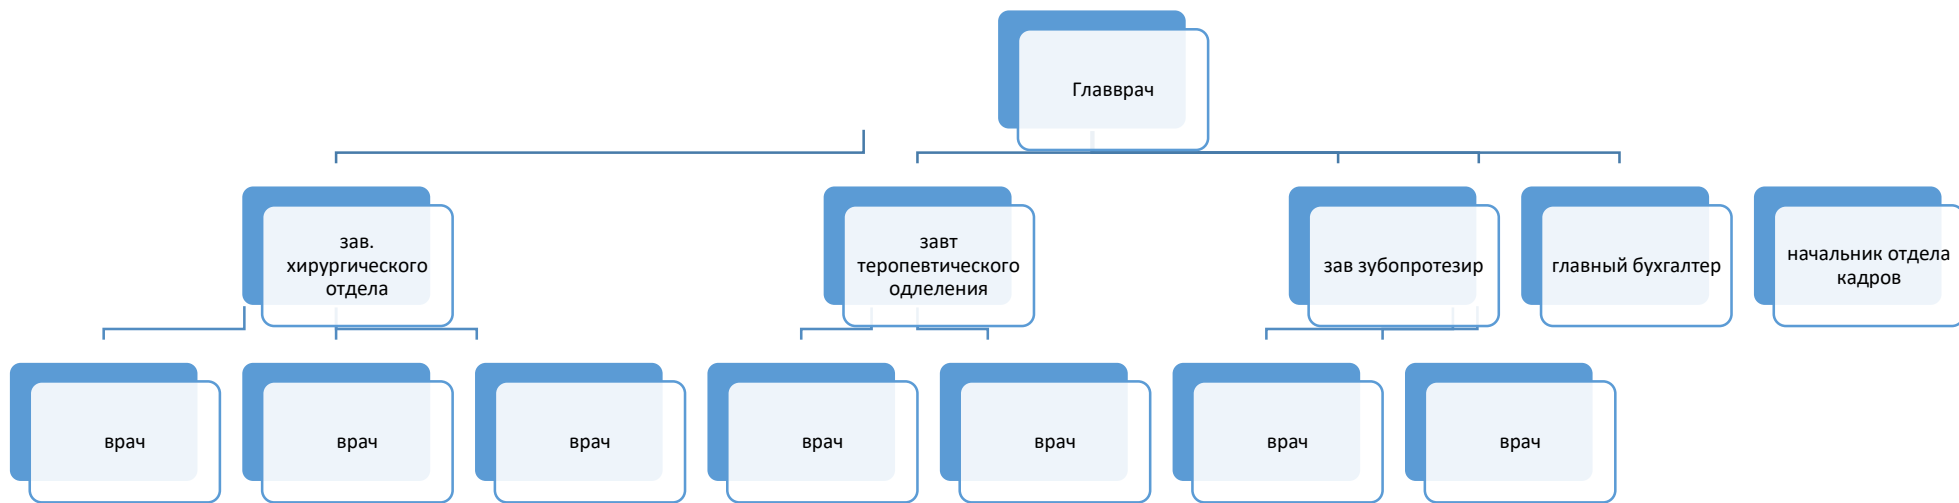 Главврач
зав.
хирургического
отдела
завт
теропевтического
одлеления
зав зубопротезир
главный бухгалтер
начальник отдела
кадров
врач
врач
врач
врач
врач
врач
врач